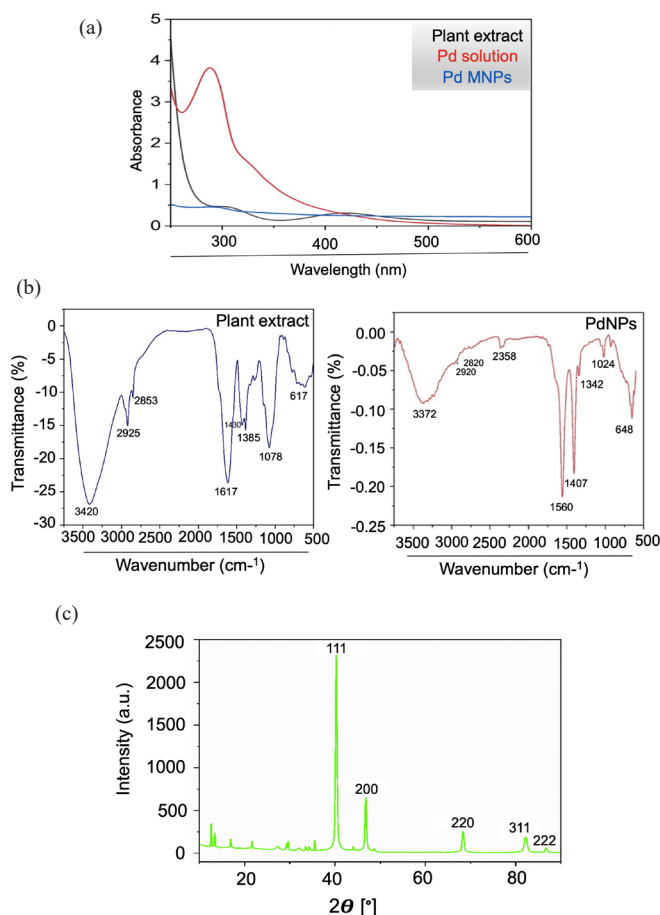 (a)
5
4
3
2
1
0
Absorbance
Plant extract
Pd solution
Pd MNPs
300 400 500 600
Wavelength (nm)
(b)
0
-5
-10
-15
-20
-25
-30
Transmittance (%)
Plant extract
3420
2925
2853
1617
1430
1385
1078
617
3500 3000 2500 2000 1500 1000 500
Wavenumber (cm-1)
0.00
-0.05
-0.10
-0.15
-0.20
-0.25
Transmittance (%)
PdNPs
3372
2820
2920
2358
1560
1407
1342
1024
648
3500 3000 2500 2000 1500 1000 500
Wavenumber (cm-1)
(c)
2500
2000
1500
1000
500
0
Intensity (a.u.)
111
200
220
311
222
20 40 60 80
2θ [°]